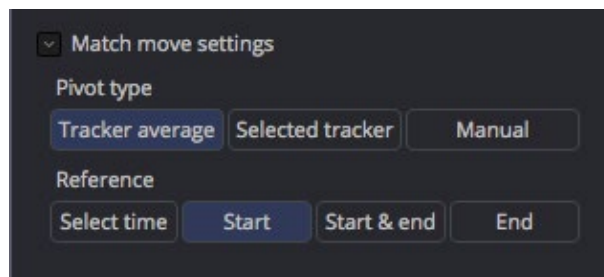 Match move settings
Pivot type
Tracker average Selected tracker Manual
Reference
Select time Start Start & end End